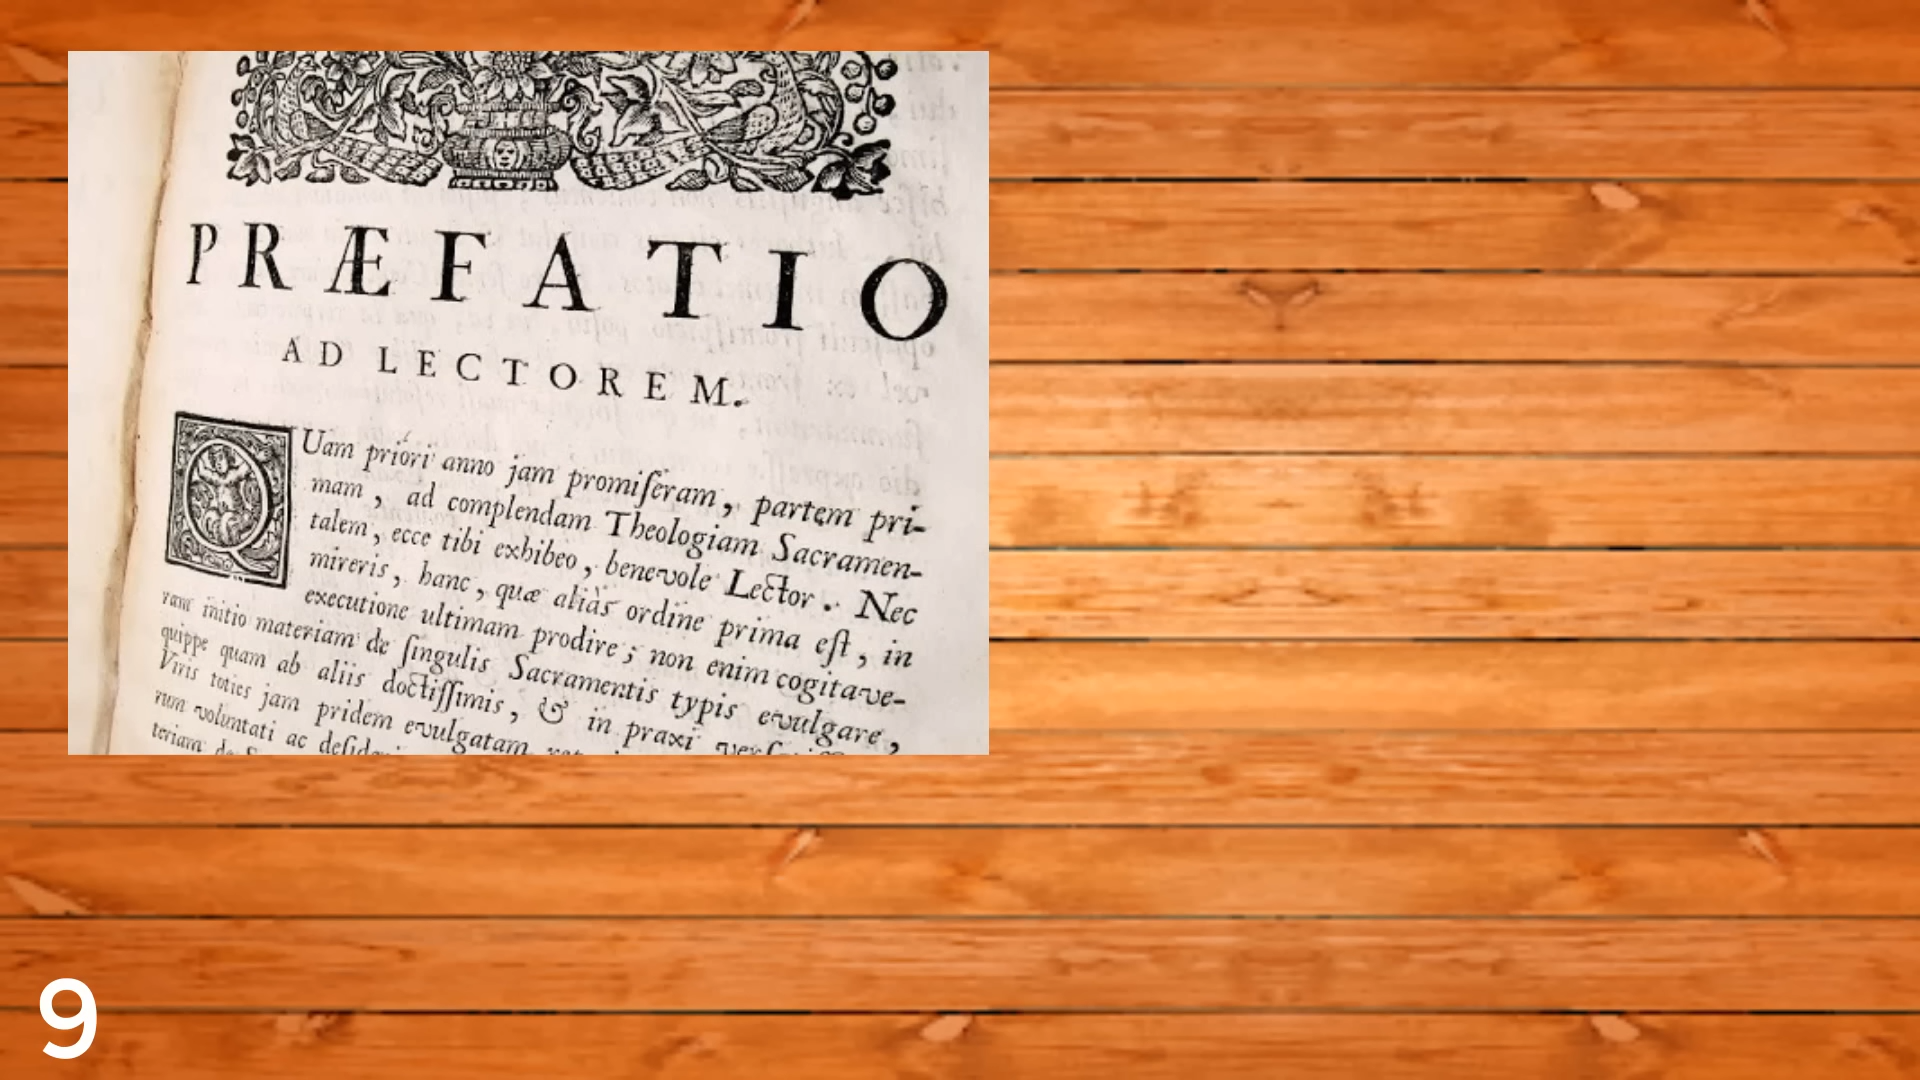 PRÆFATIO
AD LECTOREM.
QUam priori anno jam promiſeram, partem pri-
mam, ad complendam Theologiam Sacramen-
talem, ecce tibi exhibeo, benevole Lector. Nec
mireris, hanc, quæ aliàs ordine prima eſt, in
executione ultimam prodire; non enim cogitave-
ram initio materiam de ſingulis Sacramentis typis evulgare,
quippe quam ab aliis doctiſſimis, & in praxi
Viris toties jam pridem evulgatam
rum voluntati ac
teriam
9